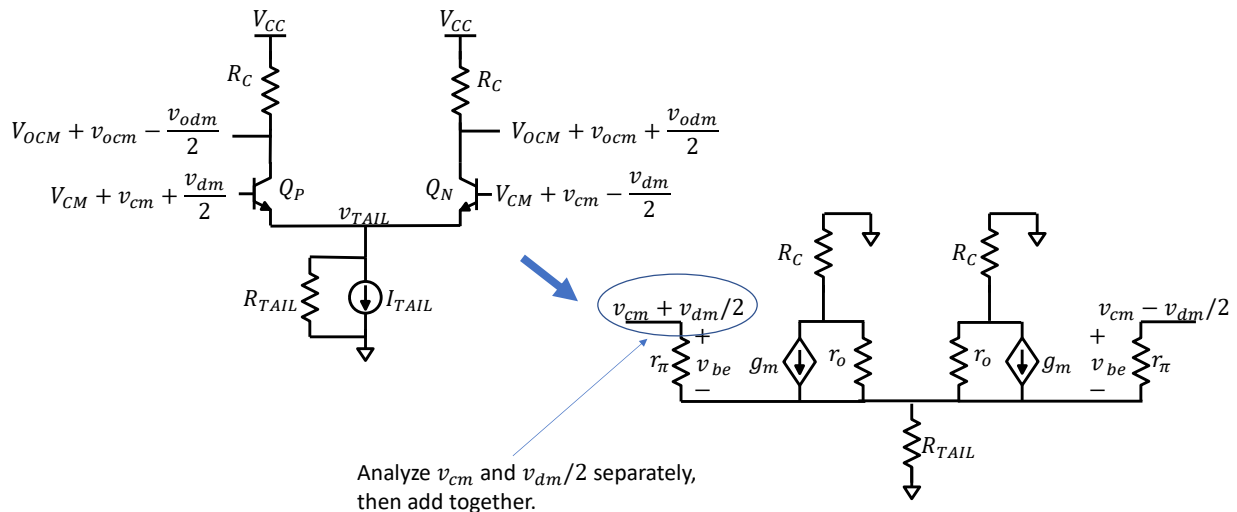 V_CC
V_CC
R_C
R_C
V_OCM + v_ocm − v_odm/2
V_OCM + v_ocm + v_odm/2
V_CM + v_cm + v_dm/2
Q_P
Q_N
V_CM + v_cm − v_dm/2
v_TAIL
R_TAIL
I_TAIL
R_C
R_C
v_cm + v_dm/2
v_cm − v_dm/2
r_π
+
v_be
−
g_m
r_o
r_o
g_m
+
v_be
−
r_π
R_TAIL
Analyze v_cm and v_dm/2 separately,
then add together.